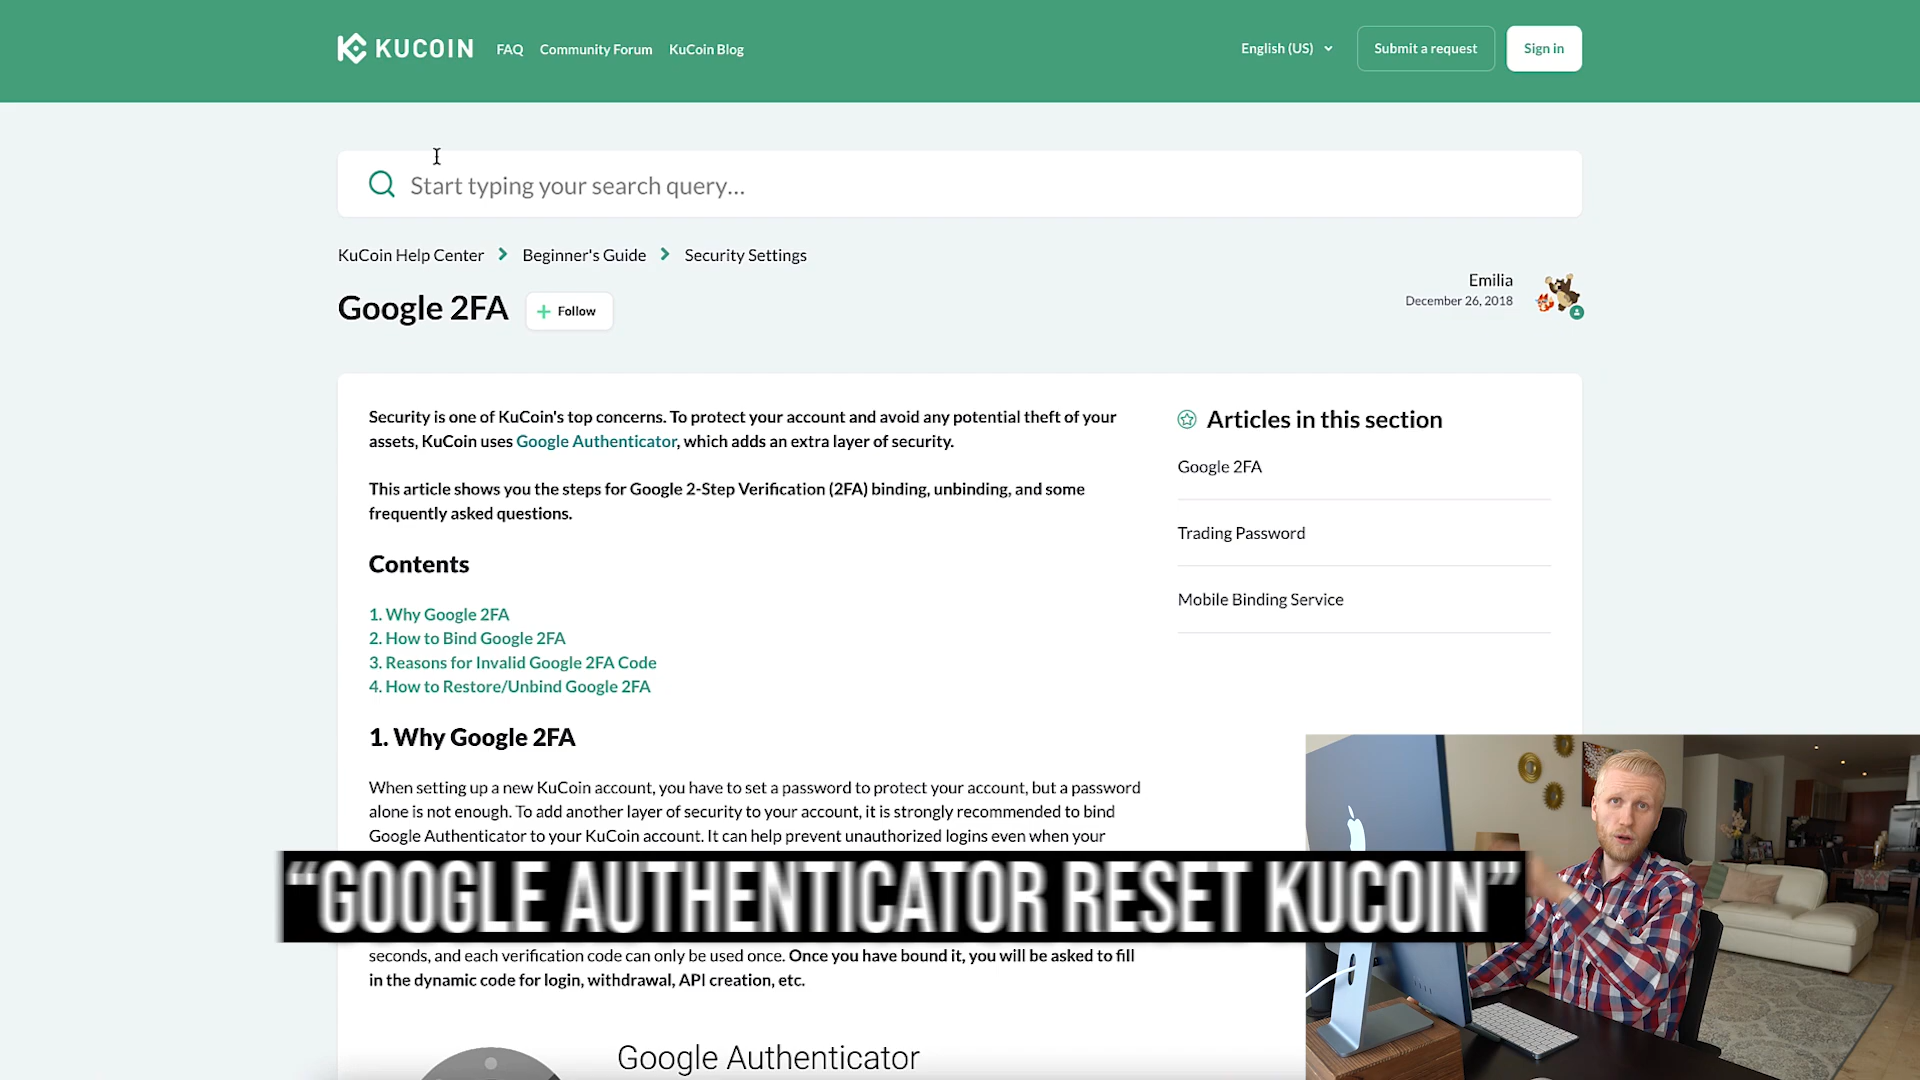 KUCOIN
FAQ
Community Forum
KuCoin Blog
English (US)
Submit a request
Sign in
Start typing your search query...
KuCoin Help Center
Beginner's Guide
Security Settings
Google 2FA
+ Follow
Emilia
December 26, 2018
Security is one of KuCoin's top concerns. To protect your account and avoid any potential theft of your
assets, KuCoin uses Google Authenticator, which adds an extra layer of security.
This article shows you the steps for Google 2-Step Verification (2FA) binding, unbinding, and some
frequently asked questions.
Contents
1. Why Google 2FA
2. How to Bind Google 2FA
3. Reasons for Invalid Google 2FA Code
4. How to Restore/Unbind Google 2FA
1. Why Google 2FA
When setting up a new KuCoin account, you have to set a password to protect your account, but a password
alone is not enough. To add another layer of security to your account, it is strongly recommended to bind
Google Authenticator to your KuCoin account. It can help prevent unauthorized logins even when your
seconds, and each verification code can only be used once. Once you have bound it, you will be asked to fill
in the dynamic code for login, withdrawal, API creation, etc.
Google Authenticator
Articles in this section
Google 2FA
Trading Password
Mobile Binding Service
“GOOGLE AUTHENTICATOR RESET KUCOIN”